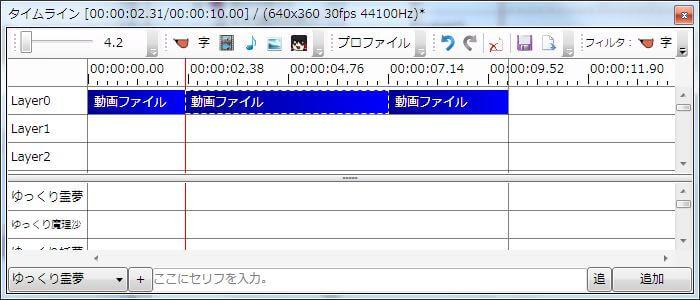 タイムライン [00:00:02.31/00:00:10.00] / (640x360 30fps 44100Hz)*
4.2 字 プロファイル フィルタ: 字
00:00:00.00 00:00:02.38 00:00:04.76 00:00:07.14 00:00:09.52 00:00:11.90
Layer0 動画ファイル 動画ファイル 動画ファイル
Layer1
Layer2
ゆっくり霊夢
ゆっくり魔理沙
ゆっくり霊夢 + ここにセリフを入力。 追 追加